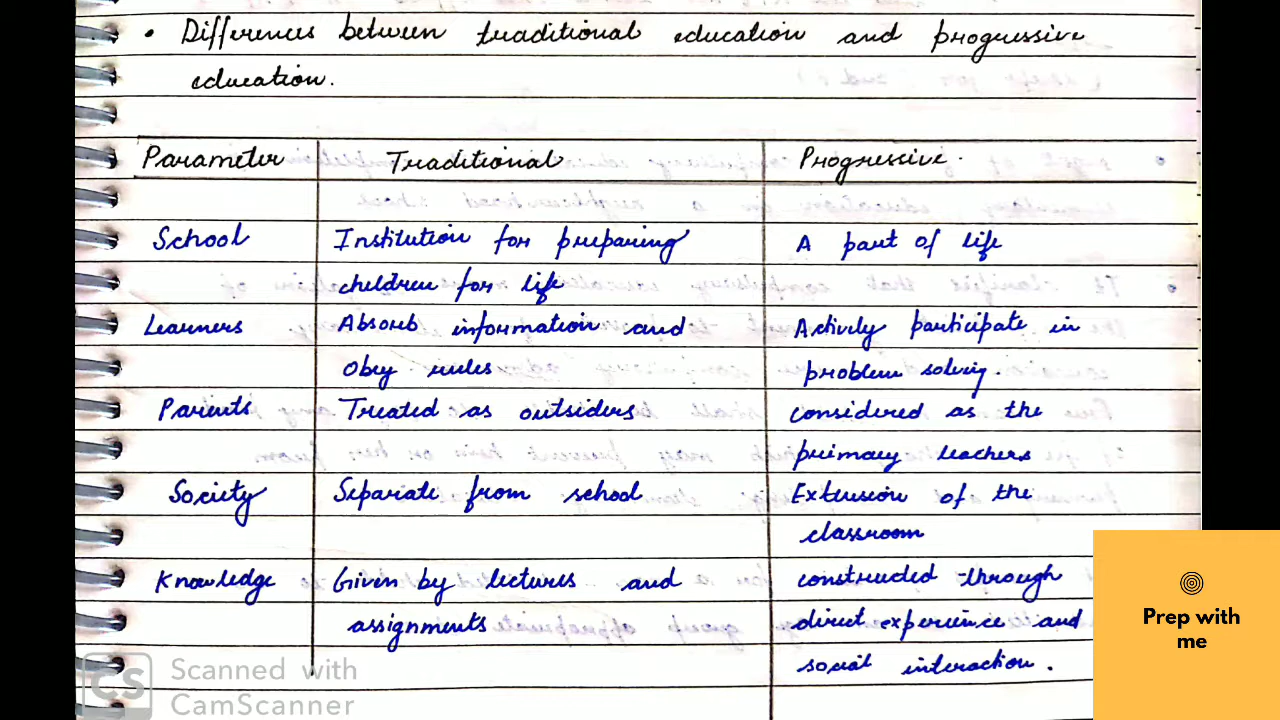 • Differences between traditional education and progressive
education.
Parameter Traditional Progressive.
School Institution for preparing A part of life
children for life
Learners Absorb information and Actively participate in
Obey rules problem solving.
Parents Treated as outsiders considered as the
primary teachers
Society Separate from school Extension of the
classroom
Knowledge Given by lectures and constructed through
assignments direct experience and
social interaction.
Prep with
me
CS Scanned with
CamScanner